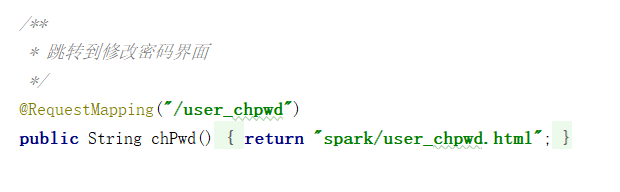 /**
* 跳转到修改密码界面
*/
@RequestMapping("/user_chpwd")
public String chPwd() { return "spark/user_chpwd.html"; }